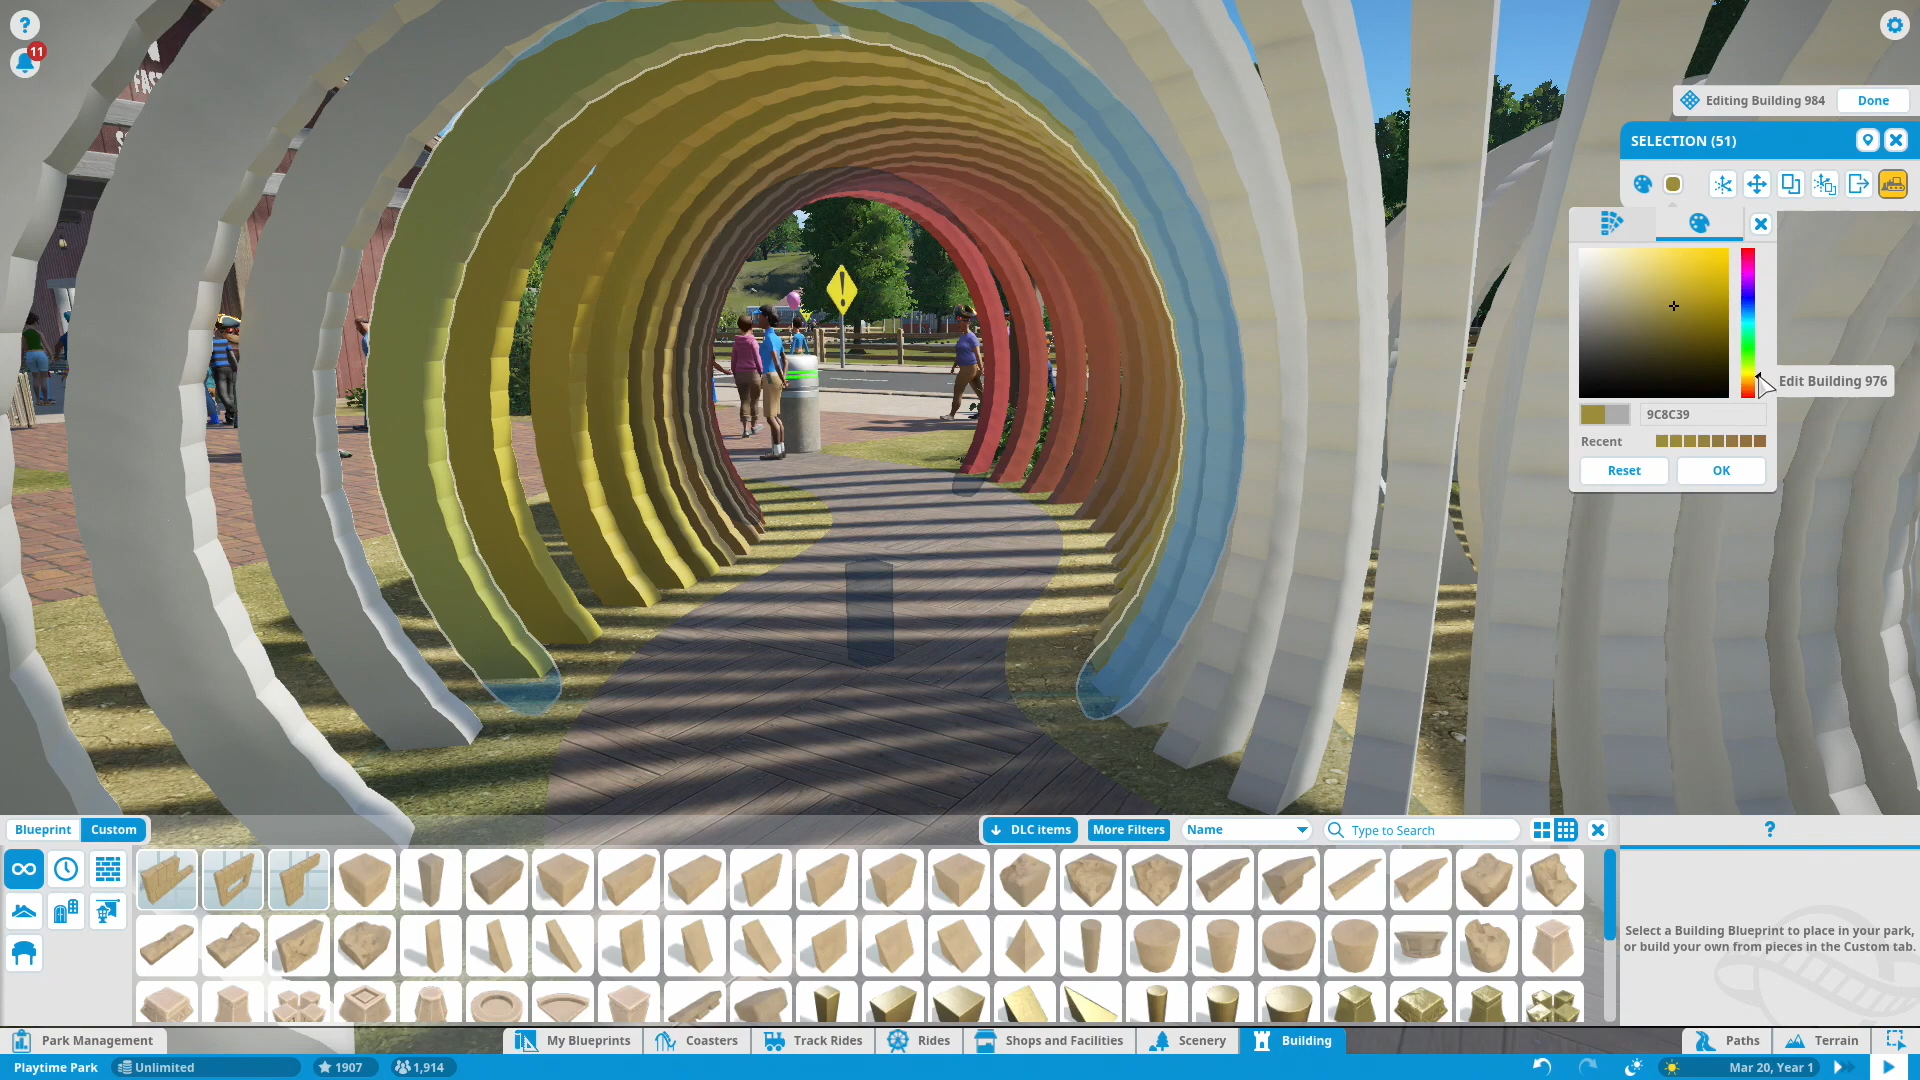 ?
11
Editing Building 984
Done
SELECTION (51)
Edit Building 976
9C8C39
Recent
Reset
OK
Blueprint
Custom
DLC items
More Filters
Name
Type to Search
?
Select a Building Blueprint to place in your park,
or build your own from pieces in the Custom tab.
Park Management
My Blueprints
Coasters
Track Rides
Rides
Shops and Facilities
Scenery
Building
Paths
Terrain
Playtime Park
Unlimited
1907
1,914
Mar 20, Year 1